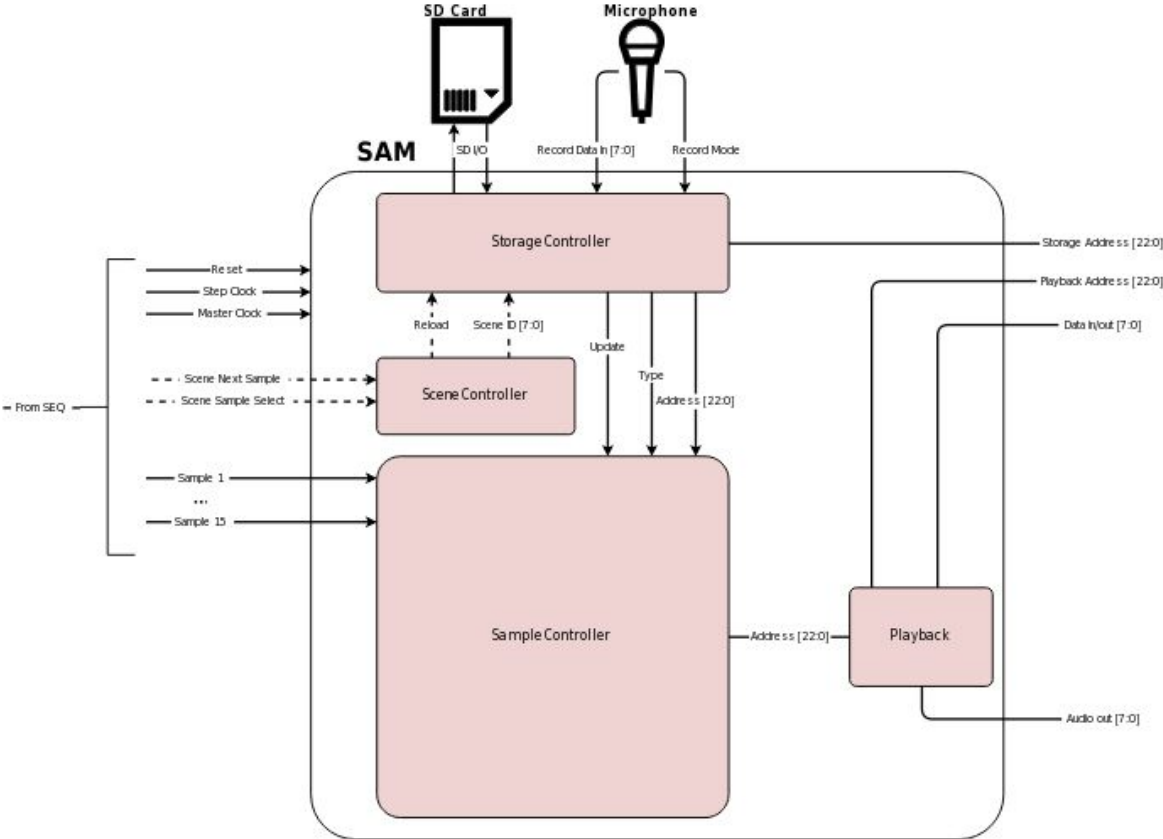 SD Card
Microphone
SAM
SD I/O
Record Data In [7:0]
Record Mode
Storage Controller
Storage Address [22:0]
Reset
Step Clock
Master Clock
Playback Address [22:0]
Reload
Scene ID [7:0]
Data In/out [7:0]
Update
Type
Address [22:0]
Scene Next Sample
Scene Sample Select
Scene Controller
From SEQ
Sample 1
...
Sample 15
Sample Controller
Address [22:0]
Playback
Audio out [7:0]